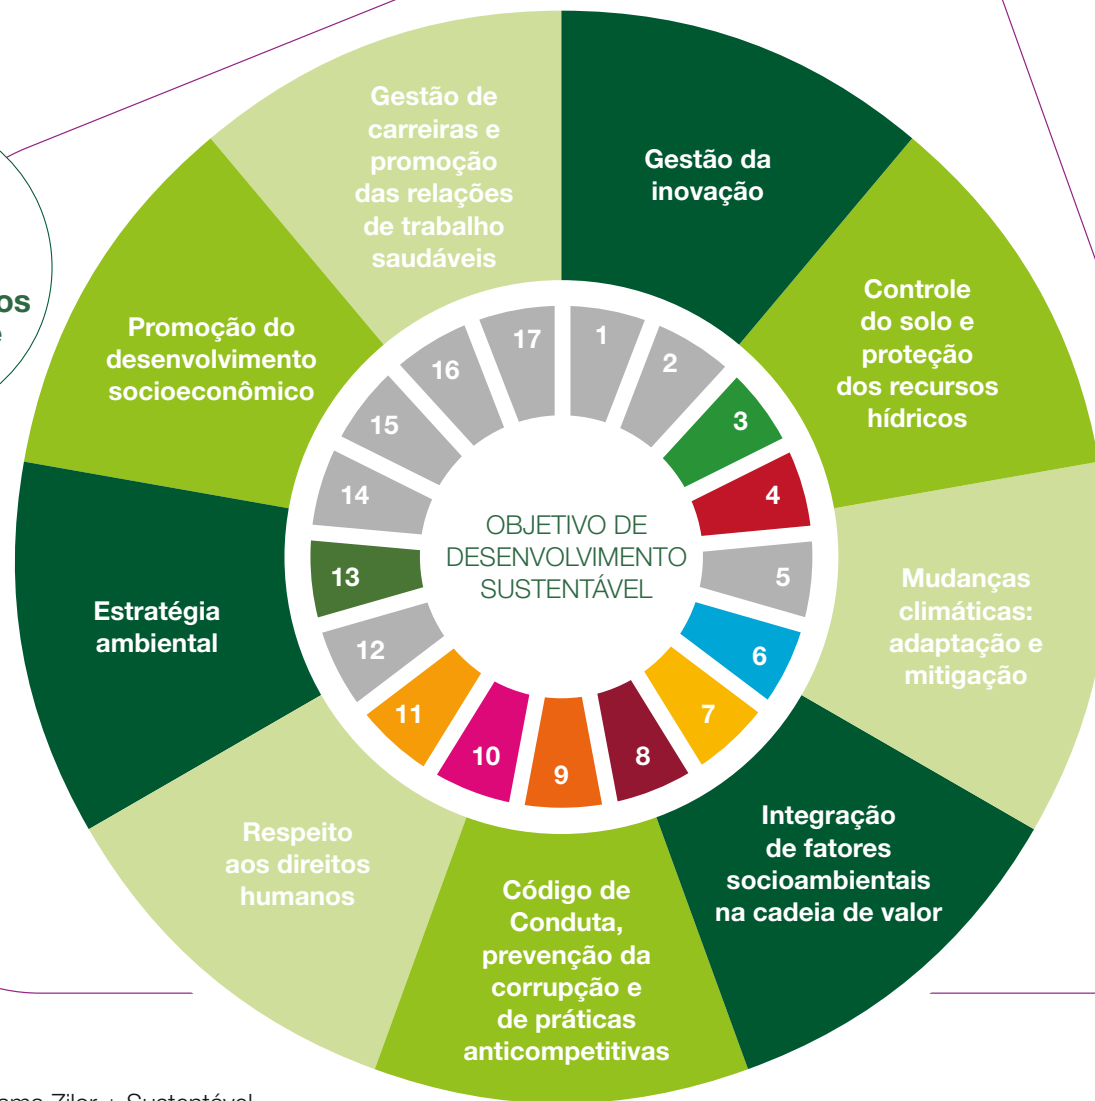 Gestão de
carreiras e
promoção
das relações
de trabalho
saudáveis
Gestão da
inovação
Controle
do solo e
proteção
dos recursos
hídricos
Mudanças
climáticas:
adaptação e
mitigação
Integração
de fatores
socioambientais
na cadeia de valor
Código de
Conduta,
prevenção da
corrupção e
de práticas
anticompetitivas
Respeito
aos direitos
humanos
Estratégia
ambiental
Promoção do
desenvolvimento
socioeconômico
1
2
3
4
5
6
7
8
9
10
11
12
13
14
15
16
17
OBJETIVO DE
DESENVOLVIMENTO
SUSTENTÁVEL
os
+ Sustentável